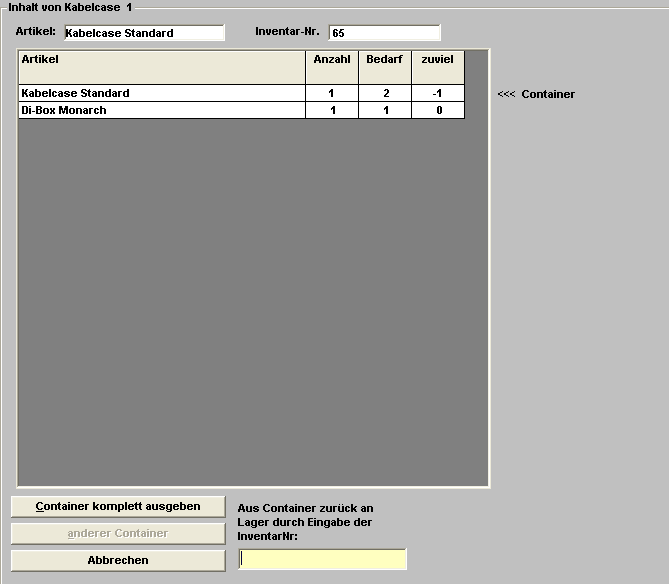 Inhalt von Kabelcase 1
Artikel: Kabelcase Standard Inventar-Nr. 65
Artikel Anzahl Bedarf zuviel
Kabelcase Standard 1 2 -1 <<< Container
Di-Box Monarch 1 1 0
Container komplett ausgeben
anderer Container
Abbrechen
Aus Container zurück an
Lager durch Eingabe der
InventarNr: